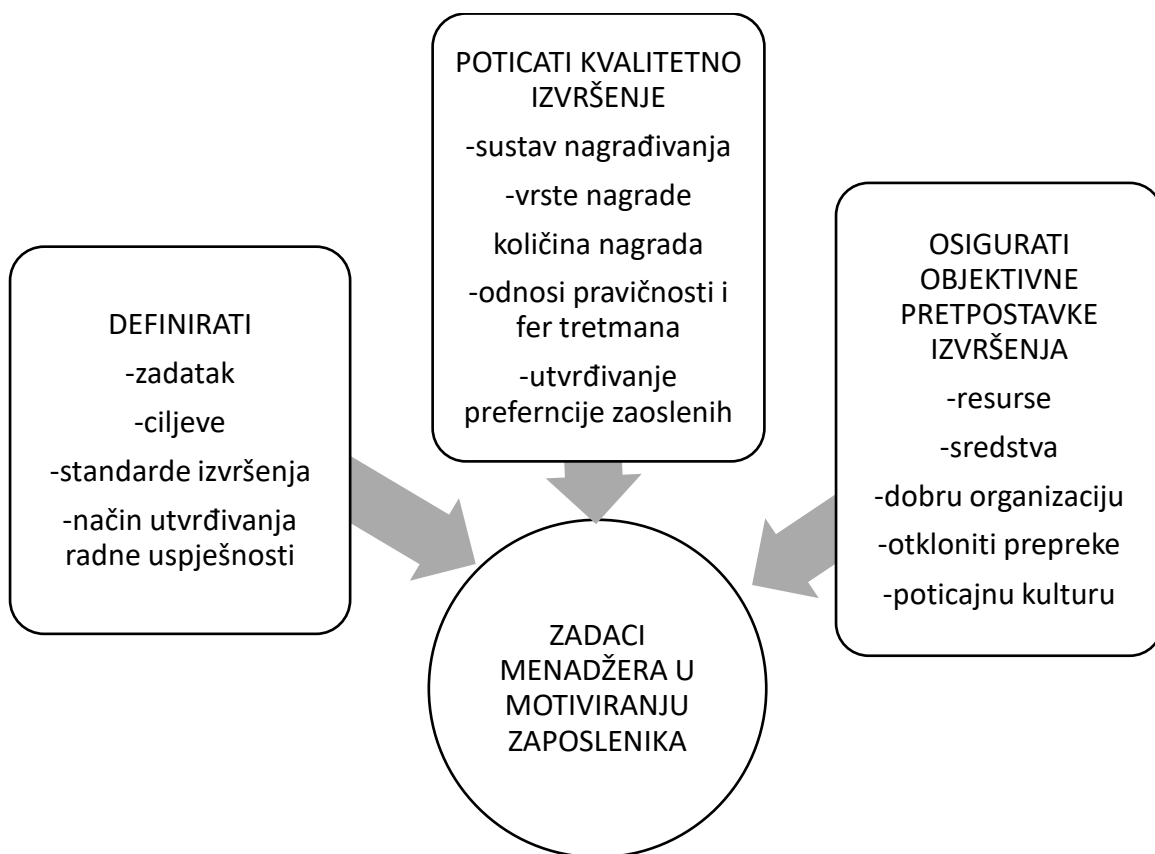 DEFINIRATI
-zadatak
-ciljeve
-standarde izvršenja
-način utvrđivanja
radne uspješnosti
POTICATI KVALITETNO
IZVRŠENJE
-sustav nagrađivanja
-vrste nagrade
količina nagrada
-odnosi pravičnosti i
fer tretmana
-utvrđivanje
preferncije zaoslenih
OSIGURATI
OBJEKTIVNE
PRETPOSTAVKE
IZVRŠENJA
-resurse
-sredstva
-dobru organizaciju
-otkloniti prepreke
-poticajnu kulturu
ZADACI
MENADŽERA U
MOTIVIRANJU
ZAPOSLENIKA